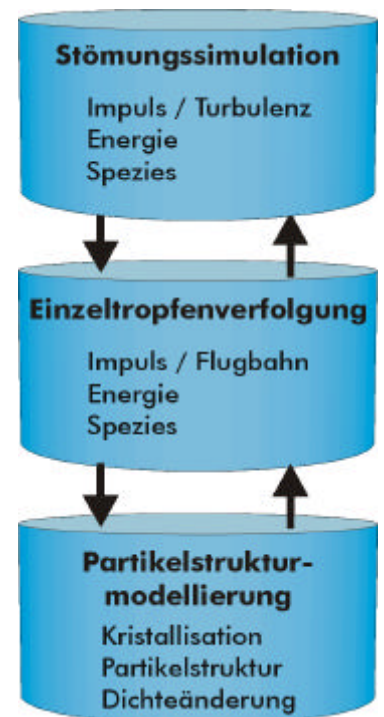 Stömungssimulation
Impuls / Turbulenz
Energie
Spezies
Einzeltropfenverfolgung
Impuls / Flugbahn
Energie
Spezies
Partikelstruktur-
modellierung
Kristallisation
Partikelstruktur
Dichteänderung